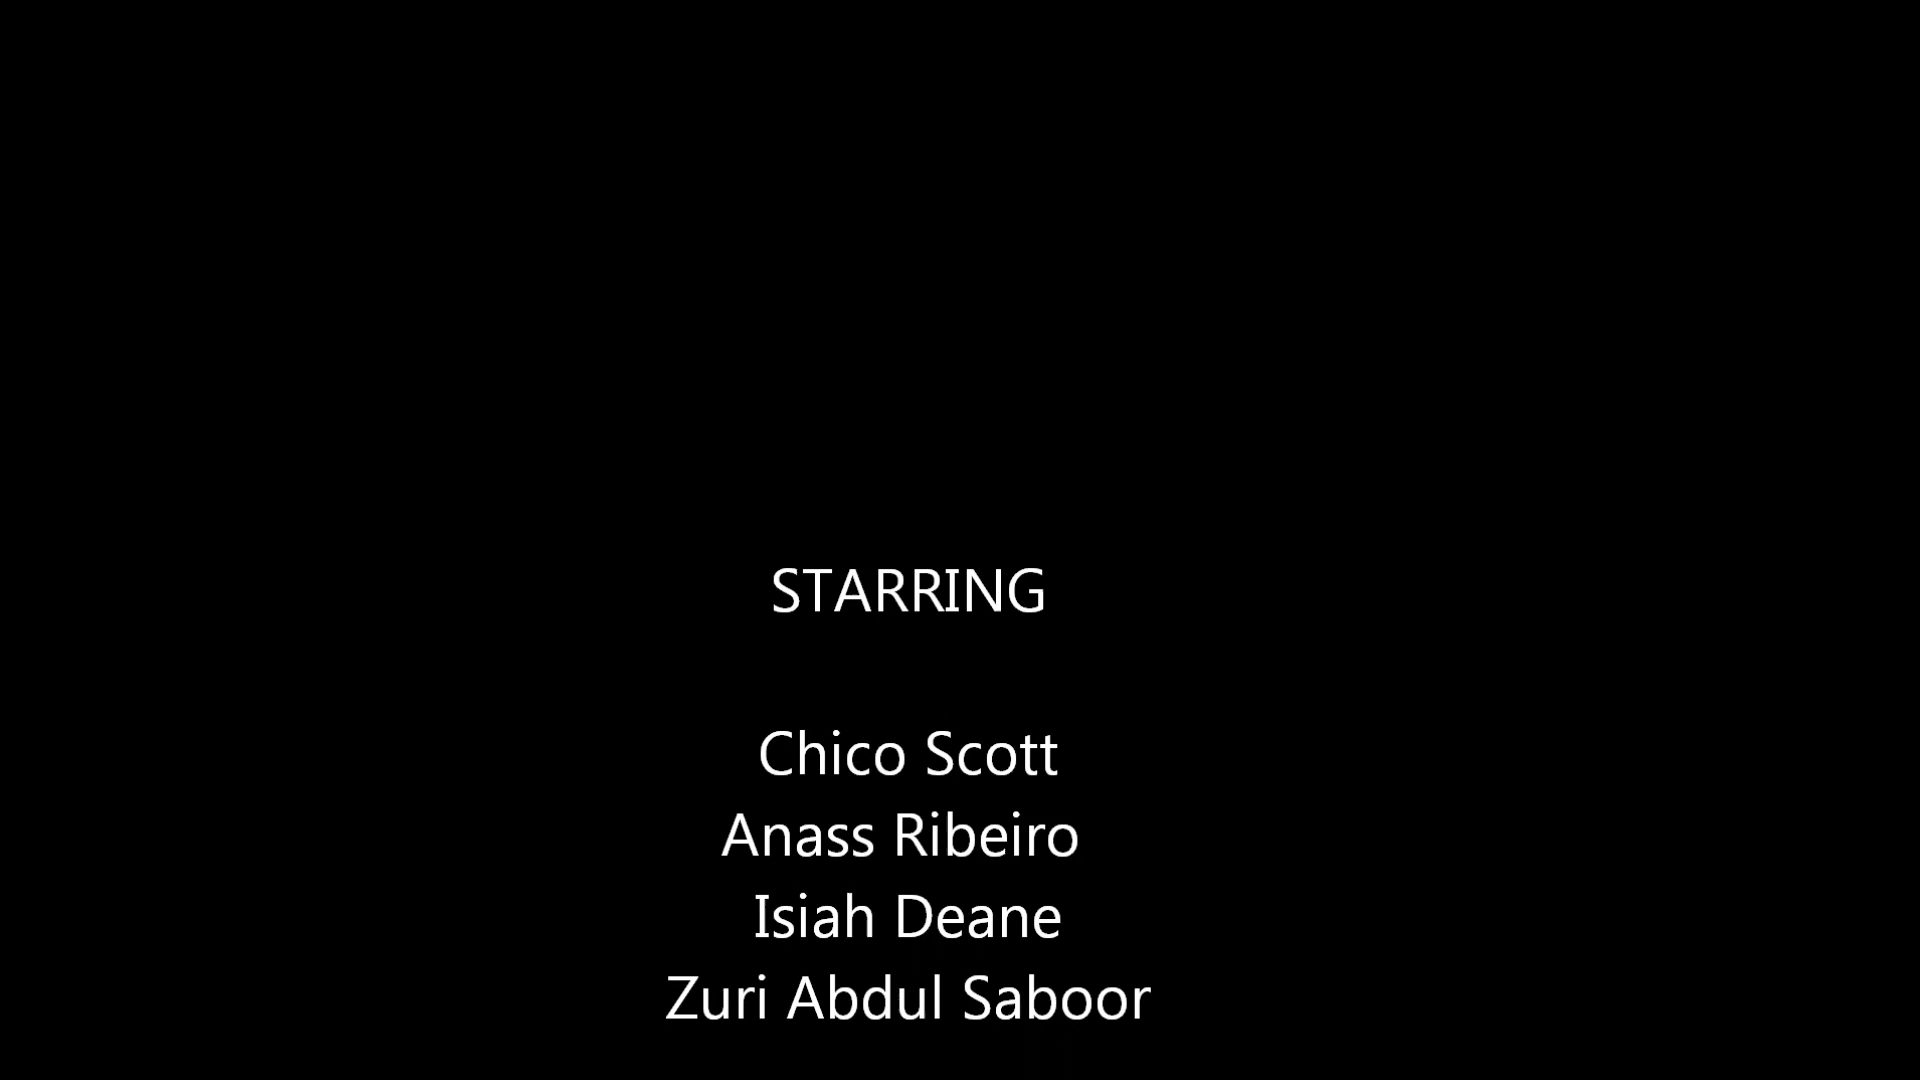 STARRING
Chico Scott
Anass Ribeiro
Isiah Deane
Zuri Abdul Saboor